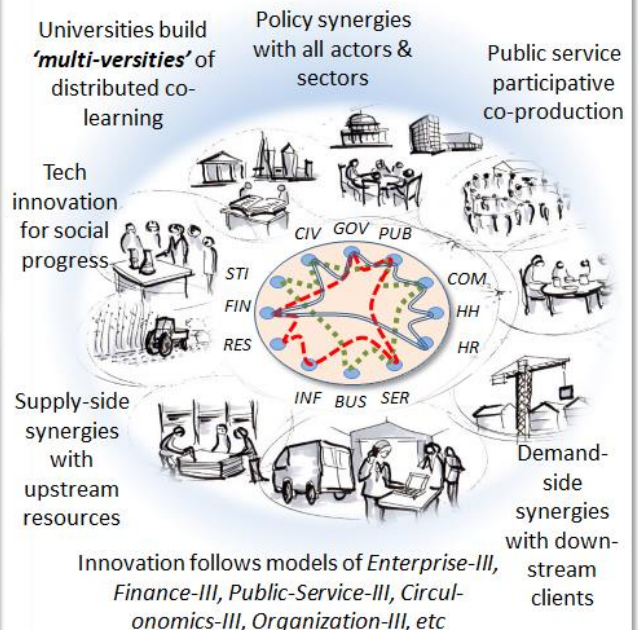 Universities build
'multi-versities' of
distributed co-
learning
Policy synergies
with all actors &
sectors
Public service
participative
co-production
Tech
innovation
for social
progress
CIV GOV PUB
STI
COM
FIN
HH
RES
HR
INF BUS SER
Supply-side
synergies
with
upstream
resources
Demand-
side
synergies
with down-
stream
clients
Innovation follows models of Enterprise-III,
Finance-III, Public-Service-III, Circul-
onomics-III, Organization-III, etc